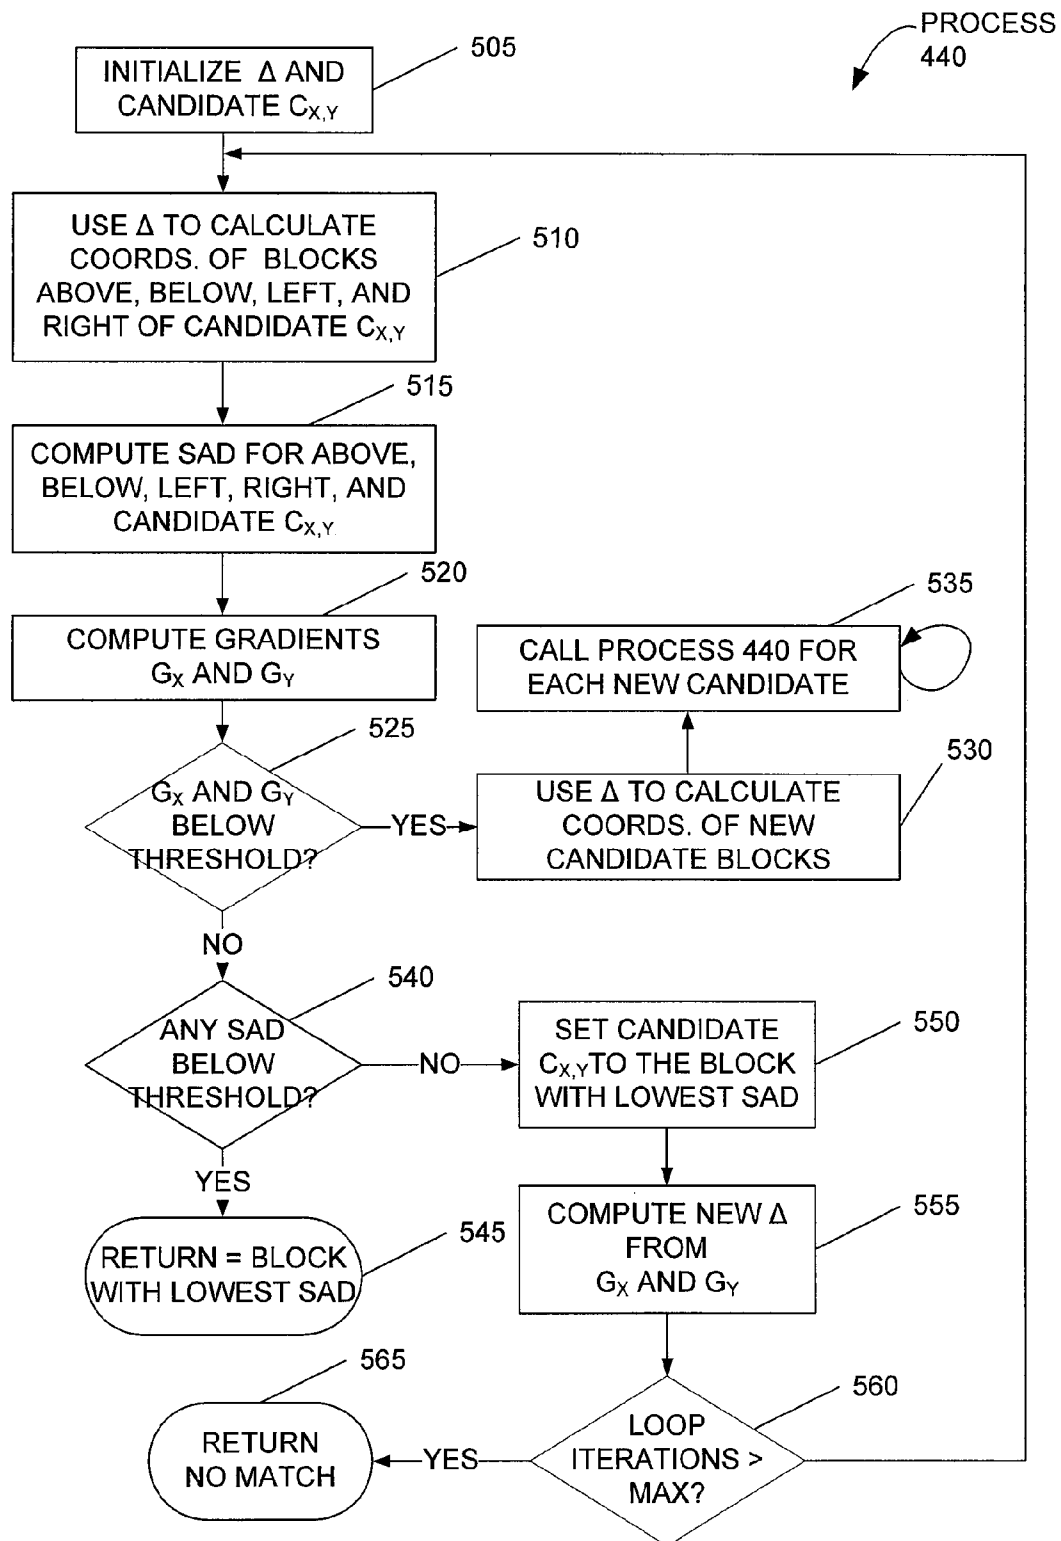 PROCESS
440
505
INITIALIZE Δ AND
CANDIDATE CX,Y
USE Δ TO CALCULATE
COORDS. OF BLOCKS
ABOVE, BELOW, LEFT, AND
RIGHT OF CANDIDATE CX,Y
510
515
COMPUTE SAD FOR ABOVE,
BELOW, LEFT, RIGHT, AND
CANDIDATE CX,Y
520
COMPUTE GRADIENTS
GX AND GY
535
CALL PROCESS 440 FOR
EACH NEW CANDIDATE
525
GX AND GY
BELOW
THRESHOLD?
YES
530
USE Δ TO CALCULATE
COORDS. OF NEW
CANDIDATE BLOCKS
NO
540
ANY SAD
BELOW
THRESHOLD?
NO
550
SET CANDIDATE
CX,Y TO THE BLOCK
WITH LOWEST SAD
YES
545
RETURN = BLOCK
WITH LOWEST SAD
555
COMPUTE NEW Δ
FROM
GX AND GY
565
RETURN
NO MATCH
YES
560
LOOP
ITERATIONS >
MAX?